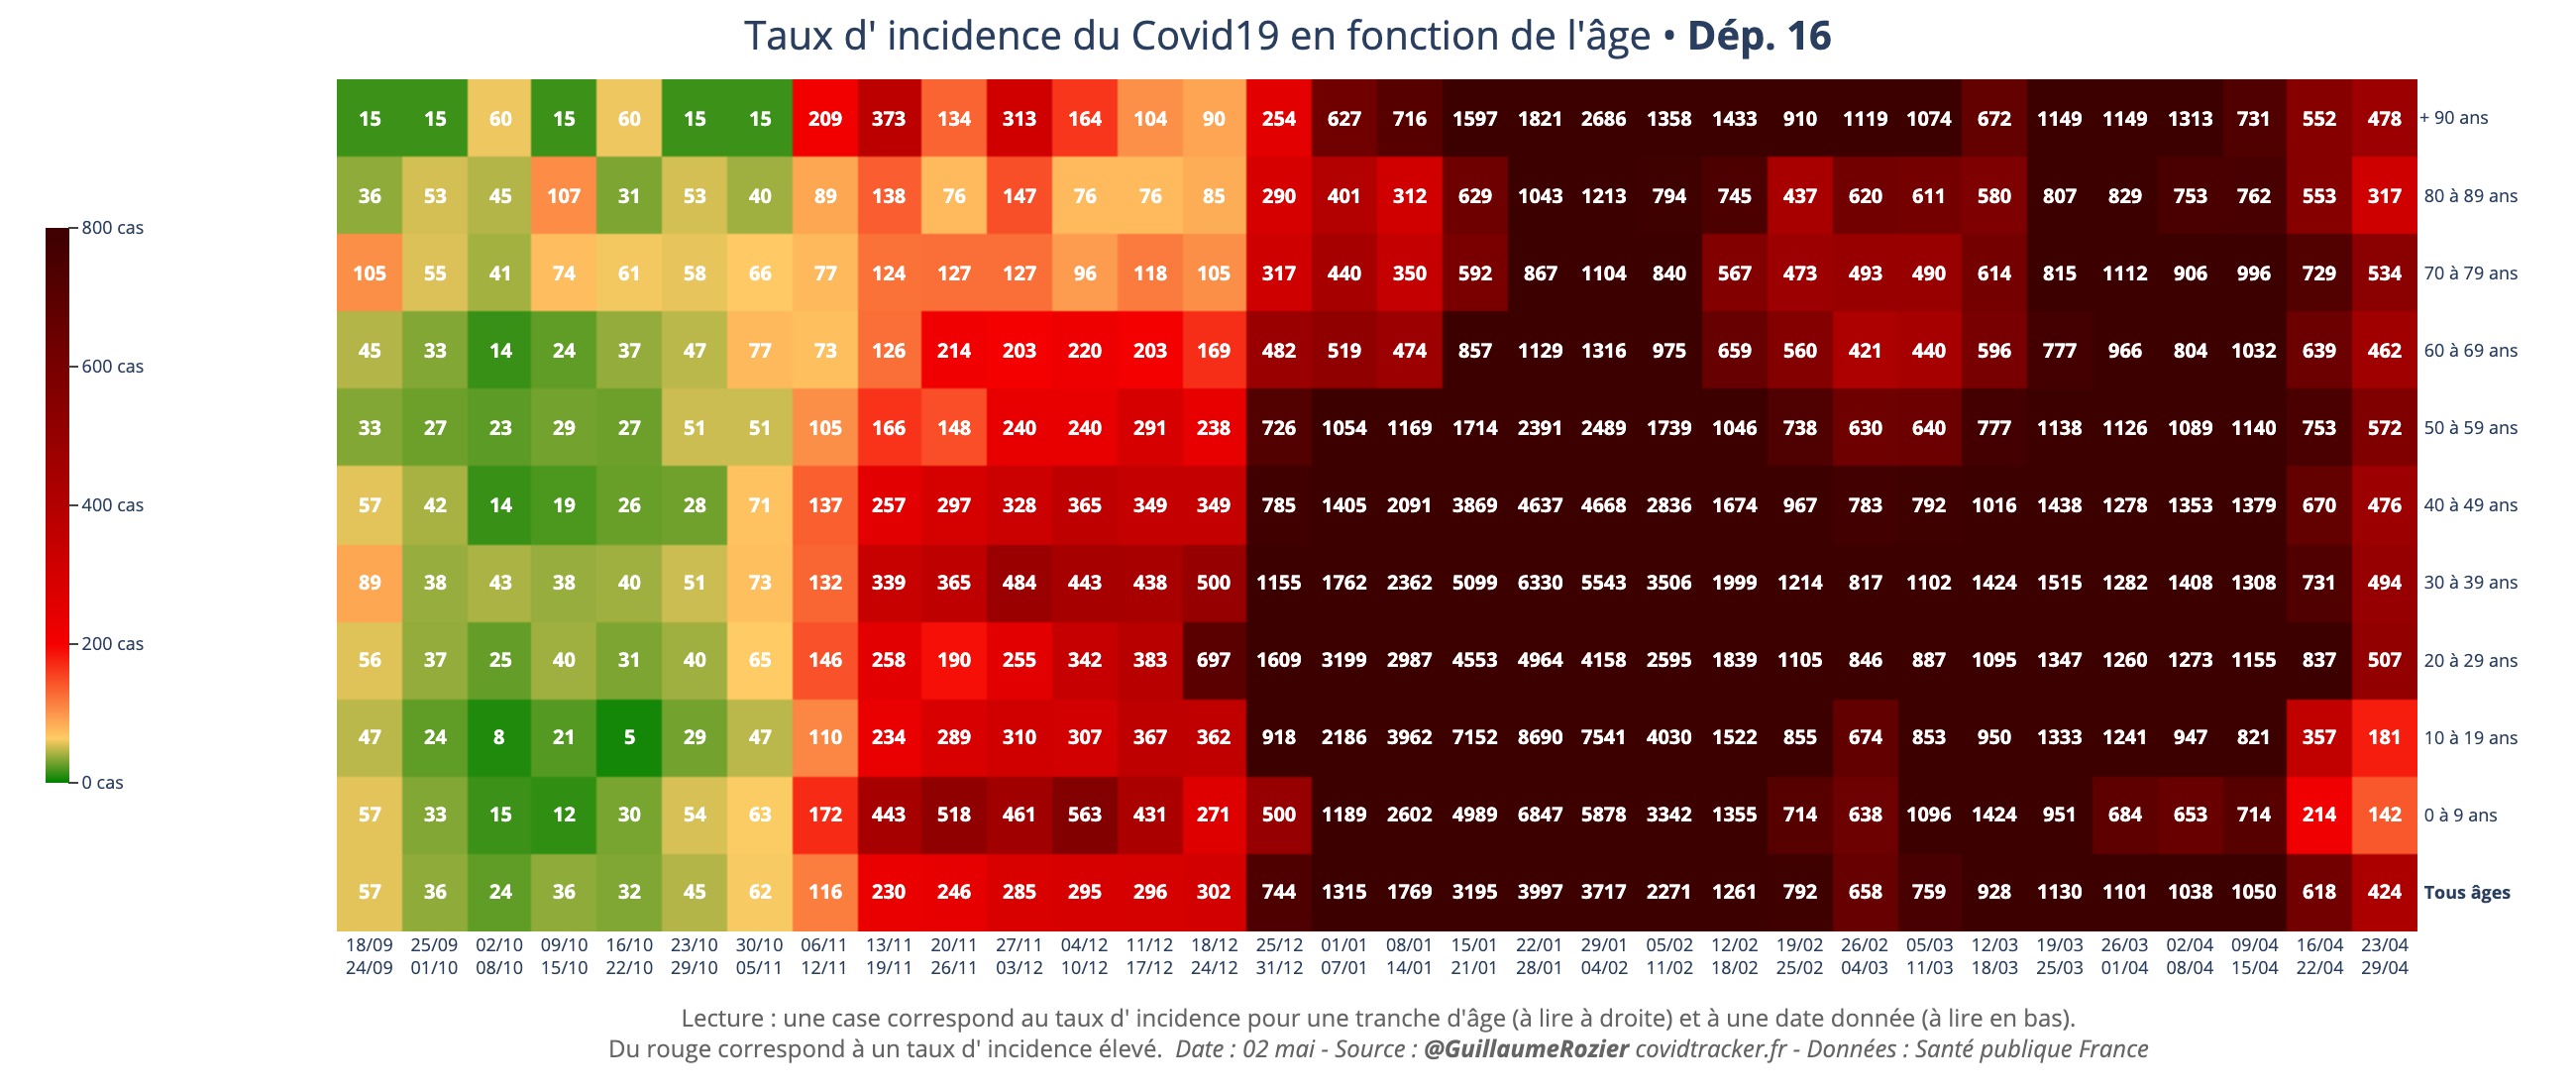 Taux d' incidence du Covid19 en fonction de l'âge • Dép. 16
800 cas
600 cas
400 cas
200 cas
0 cas
15 15 60 15 60 15 15 209 373 134 313 164 104 90 254 627 716 1597 1821 2686 1358 1433 910 1119 1074 672 1149 1149 1313 731 552 478 + 90 ans
36 53 45 107 31 53 40 89 138 76 147 76 76 85 290 401 312 629 1043 1213 794 745 437 620 611 580 807 829 753 762 553 317 80 à 89 ans
105 55 41 74 61 58 66 77 124 127 127 96 118 105 317 440 350 592 867 1104 840 567 473 493 490 614 815 1112 906 996 729 534 70 à 79 ans
45 33 14 24 37 47 77 73 126 214 203 220 203 169 482 519 474 857 1129 1316 975 659 560 421 440 596 777 966 804 1032 639 462 60 à 69 ans
33 27 23 29 27 51 51 105 166 148 240 240 291 238 726 1054 1169 1714 2391 2489 1739 1046 738 630 640 777 1138 1126 1089 1140 753 572 50 à 59 ans
57 42 14 19 26 28 71 137 257 297 328 365 349 349 785 1405 2091 3869 4637 4668 2836 1674 967 783 792 1016 1438 1278 1353 1379 670 476 40 à 49 ans
89 38 43 38 40 51 73 132 339 365 484 443 438 500 1155 1762 2362 5099 6330 5543 3506 1999 1214 817 1102 1424 1515 1282 1408 1308 731 494 30 à 39 ans
56 37 25 40 31 40 65 146 258 190 255 342 383 697 1609 3199 2987 4553 4964 4158 2595 1839 1105 846 887 1095 1347 1260 1273 1155 837 507 20 à 29 ans
47 24 8 21 5 29 47 110 234 289 310 307 367 362 918 2186 3962 7152 8690 7541 4030 1522 855 674 853 950 1333 1241 947 821 357 181 10 à 19 ans
57 33 15 12 30 54 63 172 443 518 461 563 431 271 500 1189 2602 4989 6847 5878 3342 1355 714 638 1096 1424 951 684 653 714 214 142 0 à 9 ans
57 36 24 36 32 45 62 116 230 246 285 295 296 302 744 1315 1769 3195 3997 3717 2271 1261 792 658 759 928 1130 1101 1038 1050 618 424 Tous âges
18/09 25/09 02/10 09/10 16/10 23/10 30/10 06/11 13/11 20/11 27/11 04/12 11/12 18/12 25/12 01/01 08/01 15/01 22/01 29/01 05/02 12/02 19/02 26/02 05/03 12/03 19/03 26/03 02/04 09/04 16/04 23/04
24/09 01/10 08/10 15/10 22/10 29/10 05/11 12/11 19/11 26/11 03/12 10/12 17/12 24/12 31/12 07/01 14/01 21/01 28/01 04/02 11/02 18/02 25/02 04/03 11/03 18/03 25/03 01/04 08/04 15/04 22/04 29/04
Lecture : une case correspond au taux d' incidence pour une tranche d'âge (à lire à droite) et à une date donnée (à lire en bas).
Du rouge correspond à un taux d' incidence élevé. Date : 02 mai - Source : @GuillaumeRozier covidtracker.fr - Données : Santé publique France